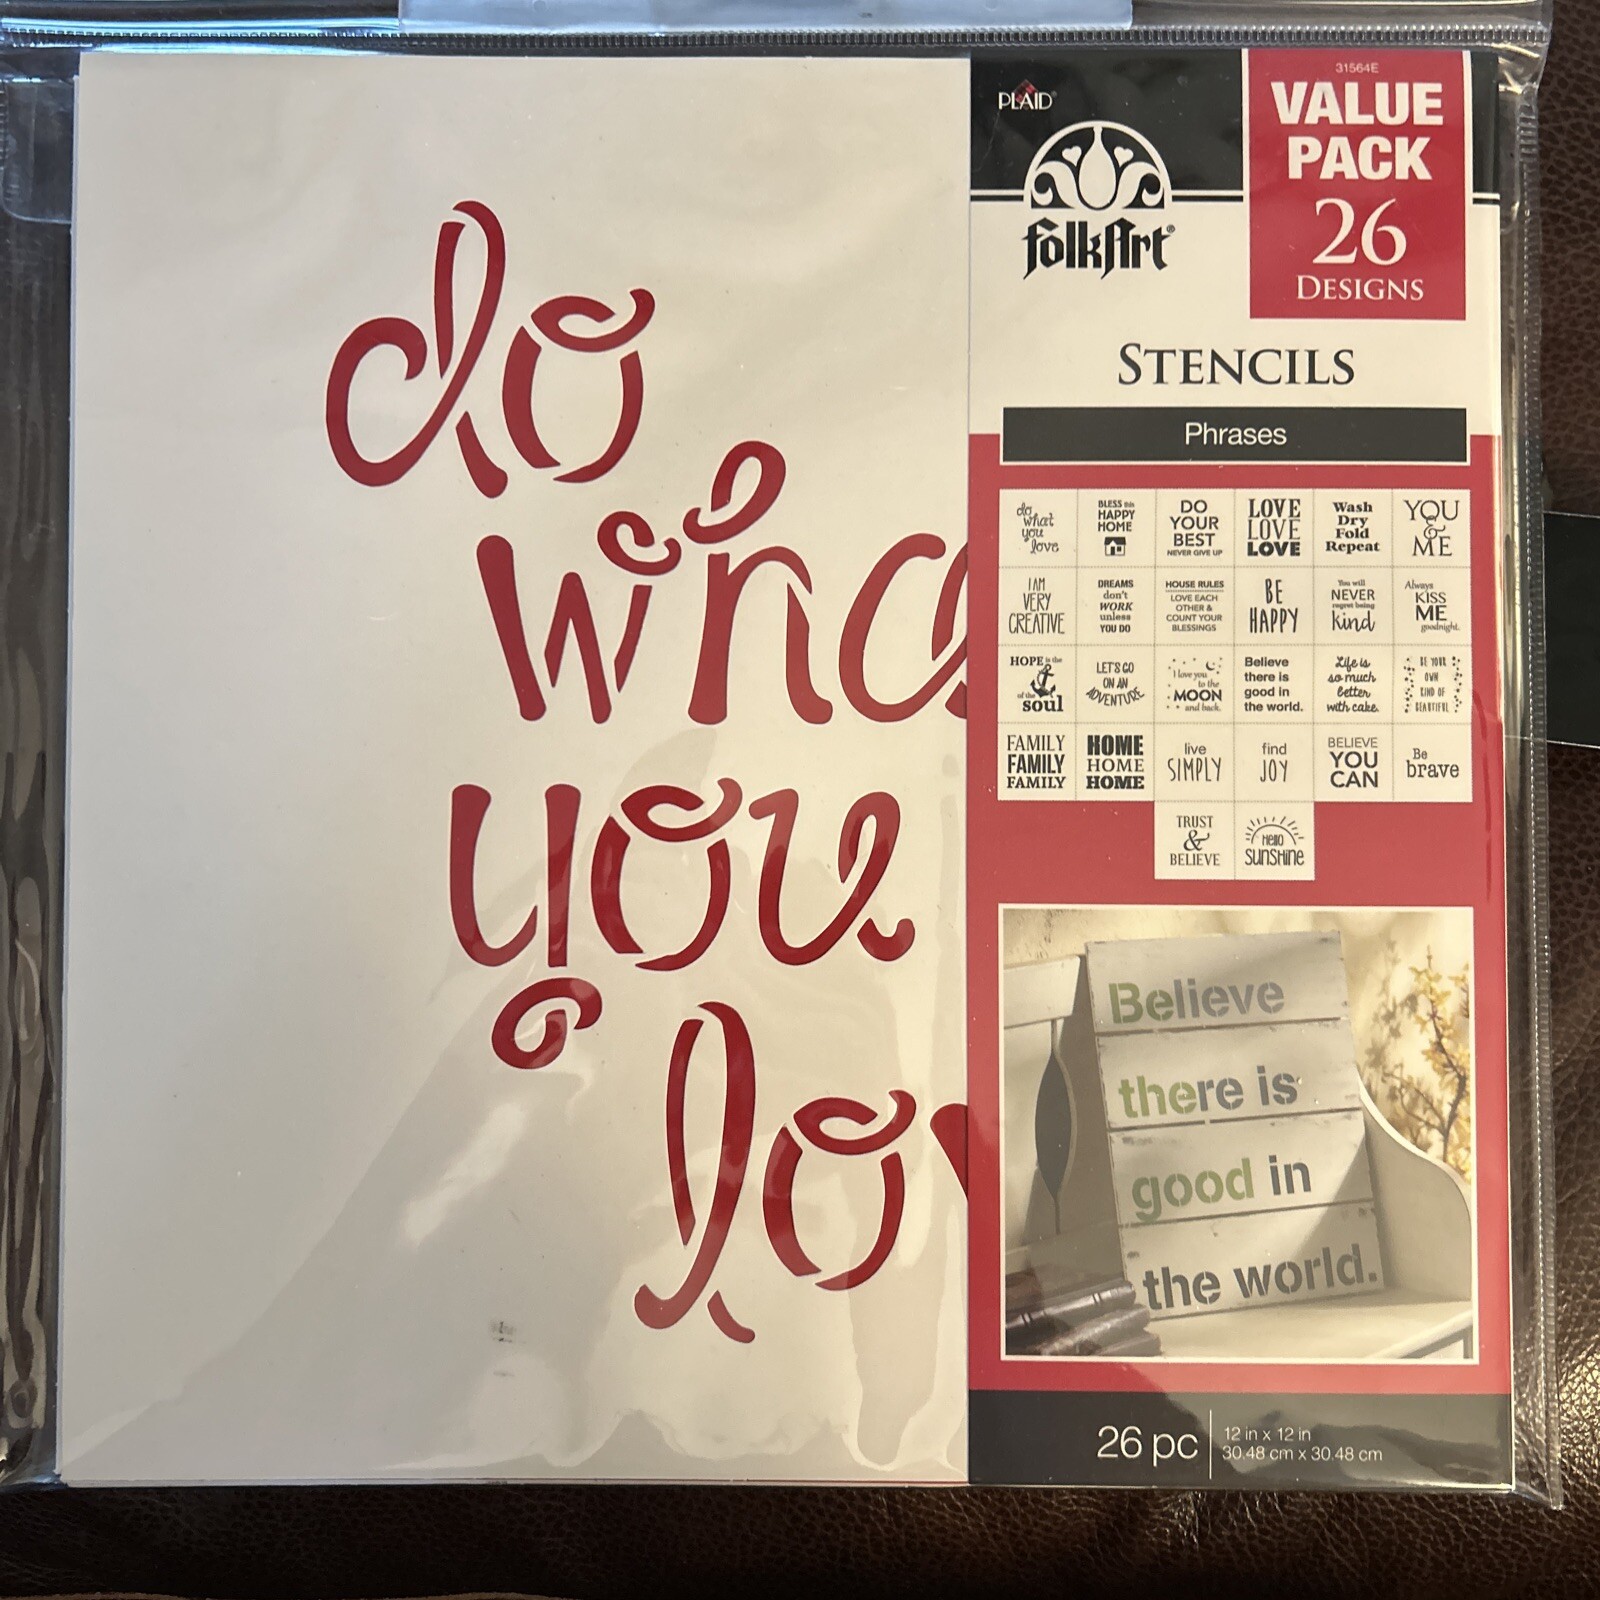 do
wha
you
lo
PLAID®
folkArt®
31564E
VALUE
PACK
26
DESIGNS
STENCILS
Phrases
do
what
you
love
BLESS this
HAPPY
HOME
DO
YOUR
BEST
NEVER GIVE UP
LOVE
LOVE
LOVE
Wash
Dry
Fold
Repeat
YOU
&
ME
I AM
VERY
CREATIVE
DREAMS
don't
WORK
unless
YOU DO
HOUSE RULES
LOVE EACH
OTHER &
COUNT YOUR
BLESSINGS
BE
HAPPY
You will
NEVER
regret being
kind
Always
KISS
ME
goodnight.
HOPE is the
of the
soul
LET'S GO
ON AN
ADVENTURE
I love you
to the
MOON
and back.
Believe
there is
good in
the world.
Life is
so much
better
with cake.
BE YOUR
OWN
KIND OF
BEAUTIFUL
FAMILY
FAMILY
FAMILY
HOME
HOME
HOME
live
SIMPLY
find
JOY
BELIEVE
YOU
CAN
Be
brave
TRUST
&
BELIEVE
Hello
SUNSHINE
Believe
there is
good in
the world.
26 pc
12 in x 12 in
30.48 cm x 30.48 cm